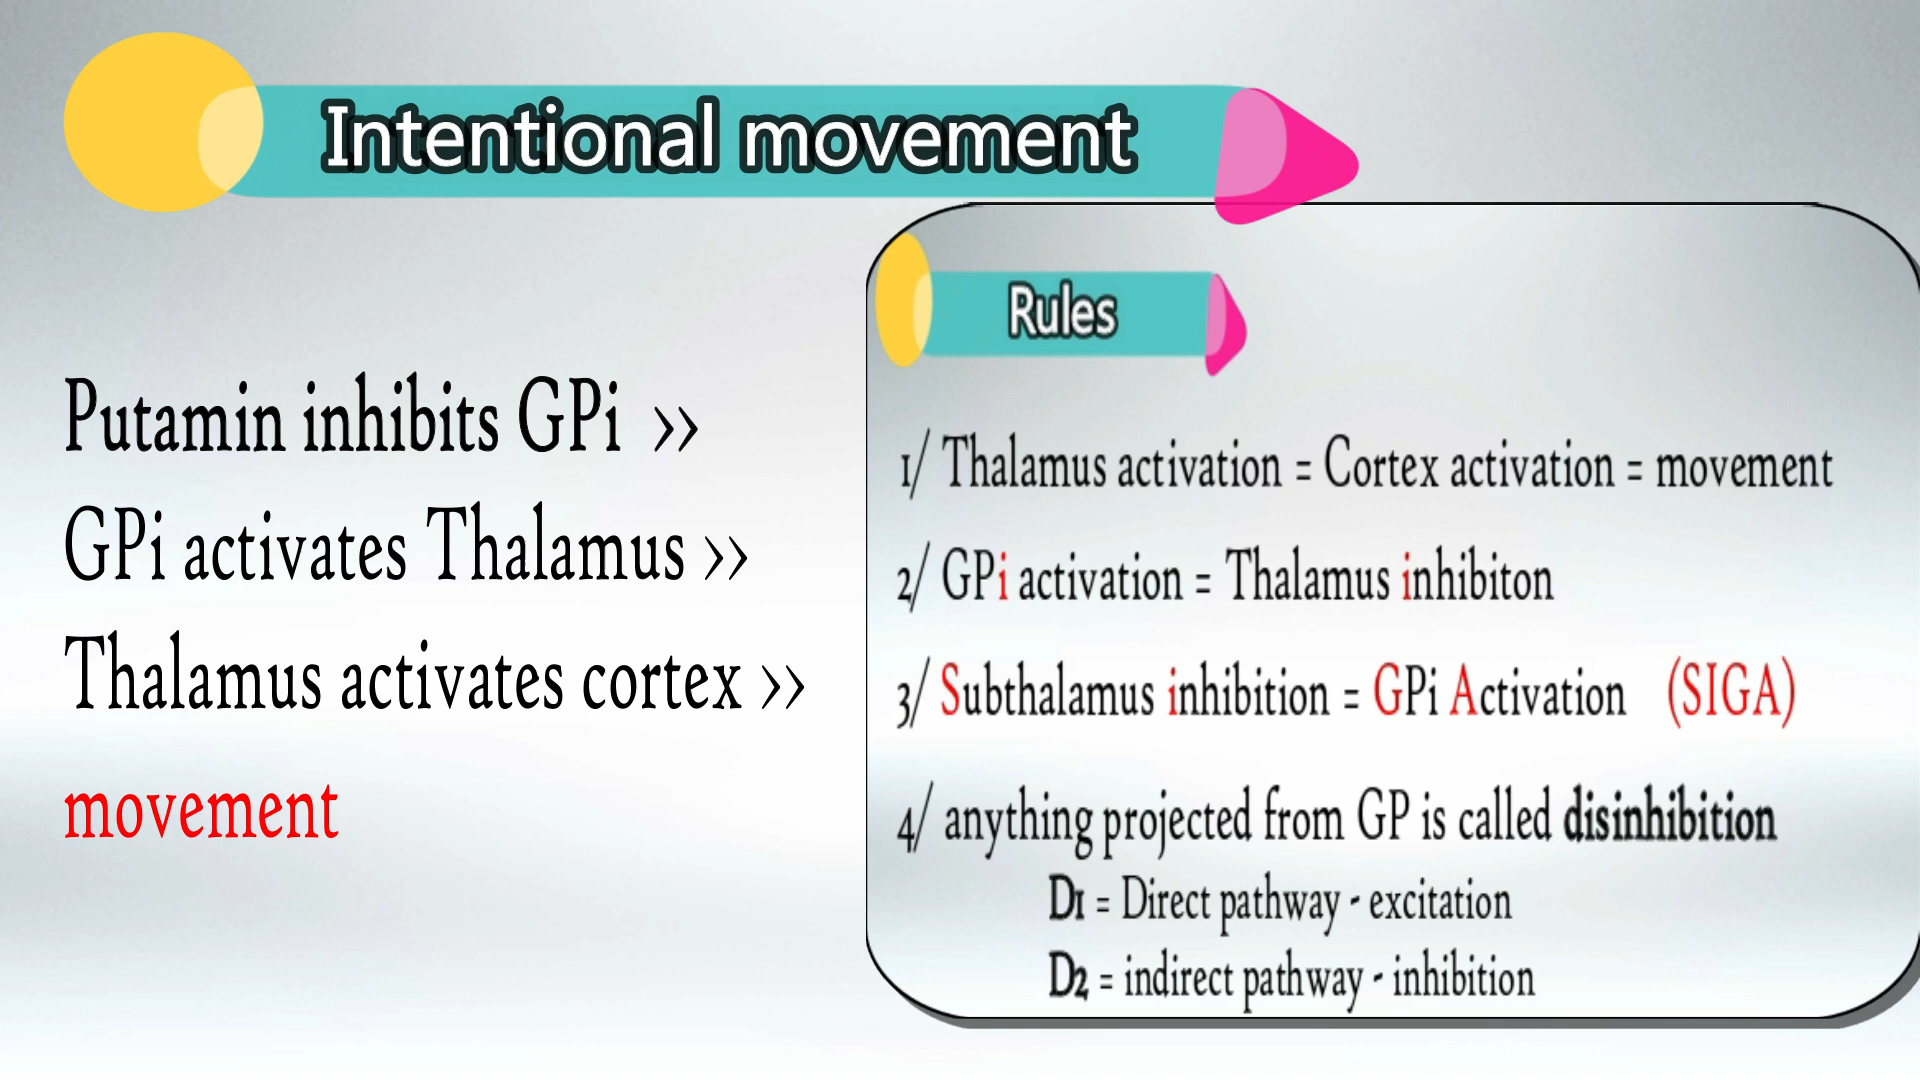 Intentional movement
Putamin inhibits GPi >>
GPi activates Thalamus >>
Thalamus activates cortex >>
movement
Rules
1/ Thalamus activation = Cortex activation = movement
2/ GPi activation = Thalamus inhibiton
3/ Subthalamus inhibition = GPi Activation (SIGA)
4/ anything projected from GP is called disinhibition
D1 = Direct pathway - excitation
D2 = indirect pathway - inhibition